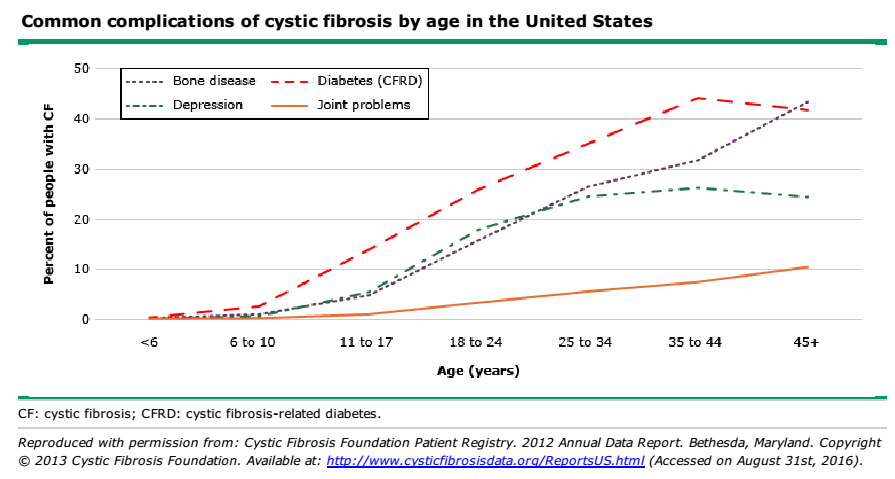 Common complications of cystic fibrosis by age in the United States
50
40
30
20
10
0
Percent of people with CF
Bone disease
Diabetes (CFRD)
Depression
Joint problems
<6
6 to 10
11 to 17
18 to 24
25 to 34
35 to 44
45+
Age (years)
CF: cystic fibrosis; CFRD: cystic fibrosis-related diabetes.
Reproduced with permission from: Cystic Fibrosis Foundation Patient Registry. 2012 Annual Data Report. Bethesda, Maryland. Copyright
© 2013 Cystic Fibrosis Foundation. Available at: http://www.cysticfibrosisdata.org/ReportsUS.html (Accessed on August 31st, 2016).